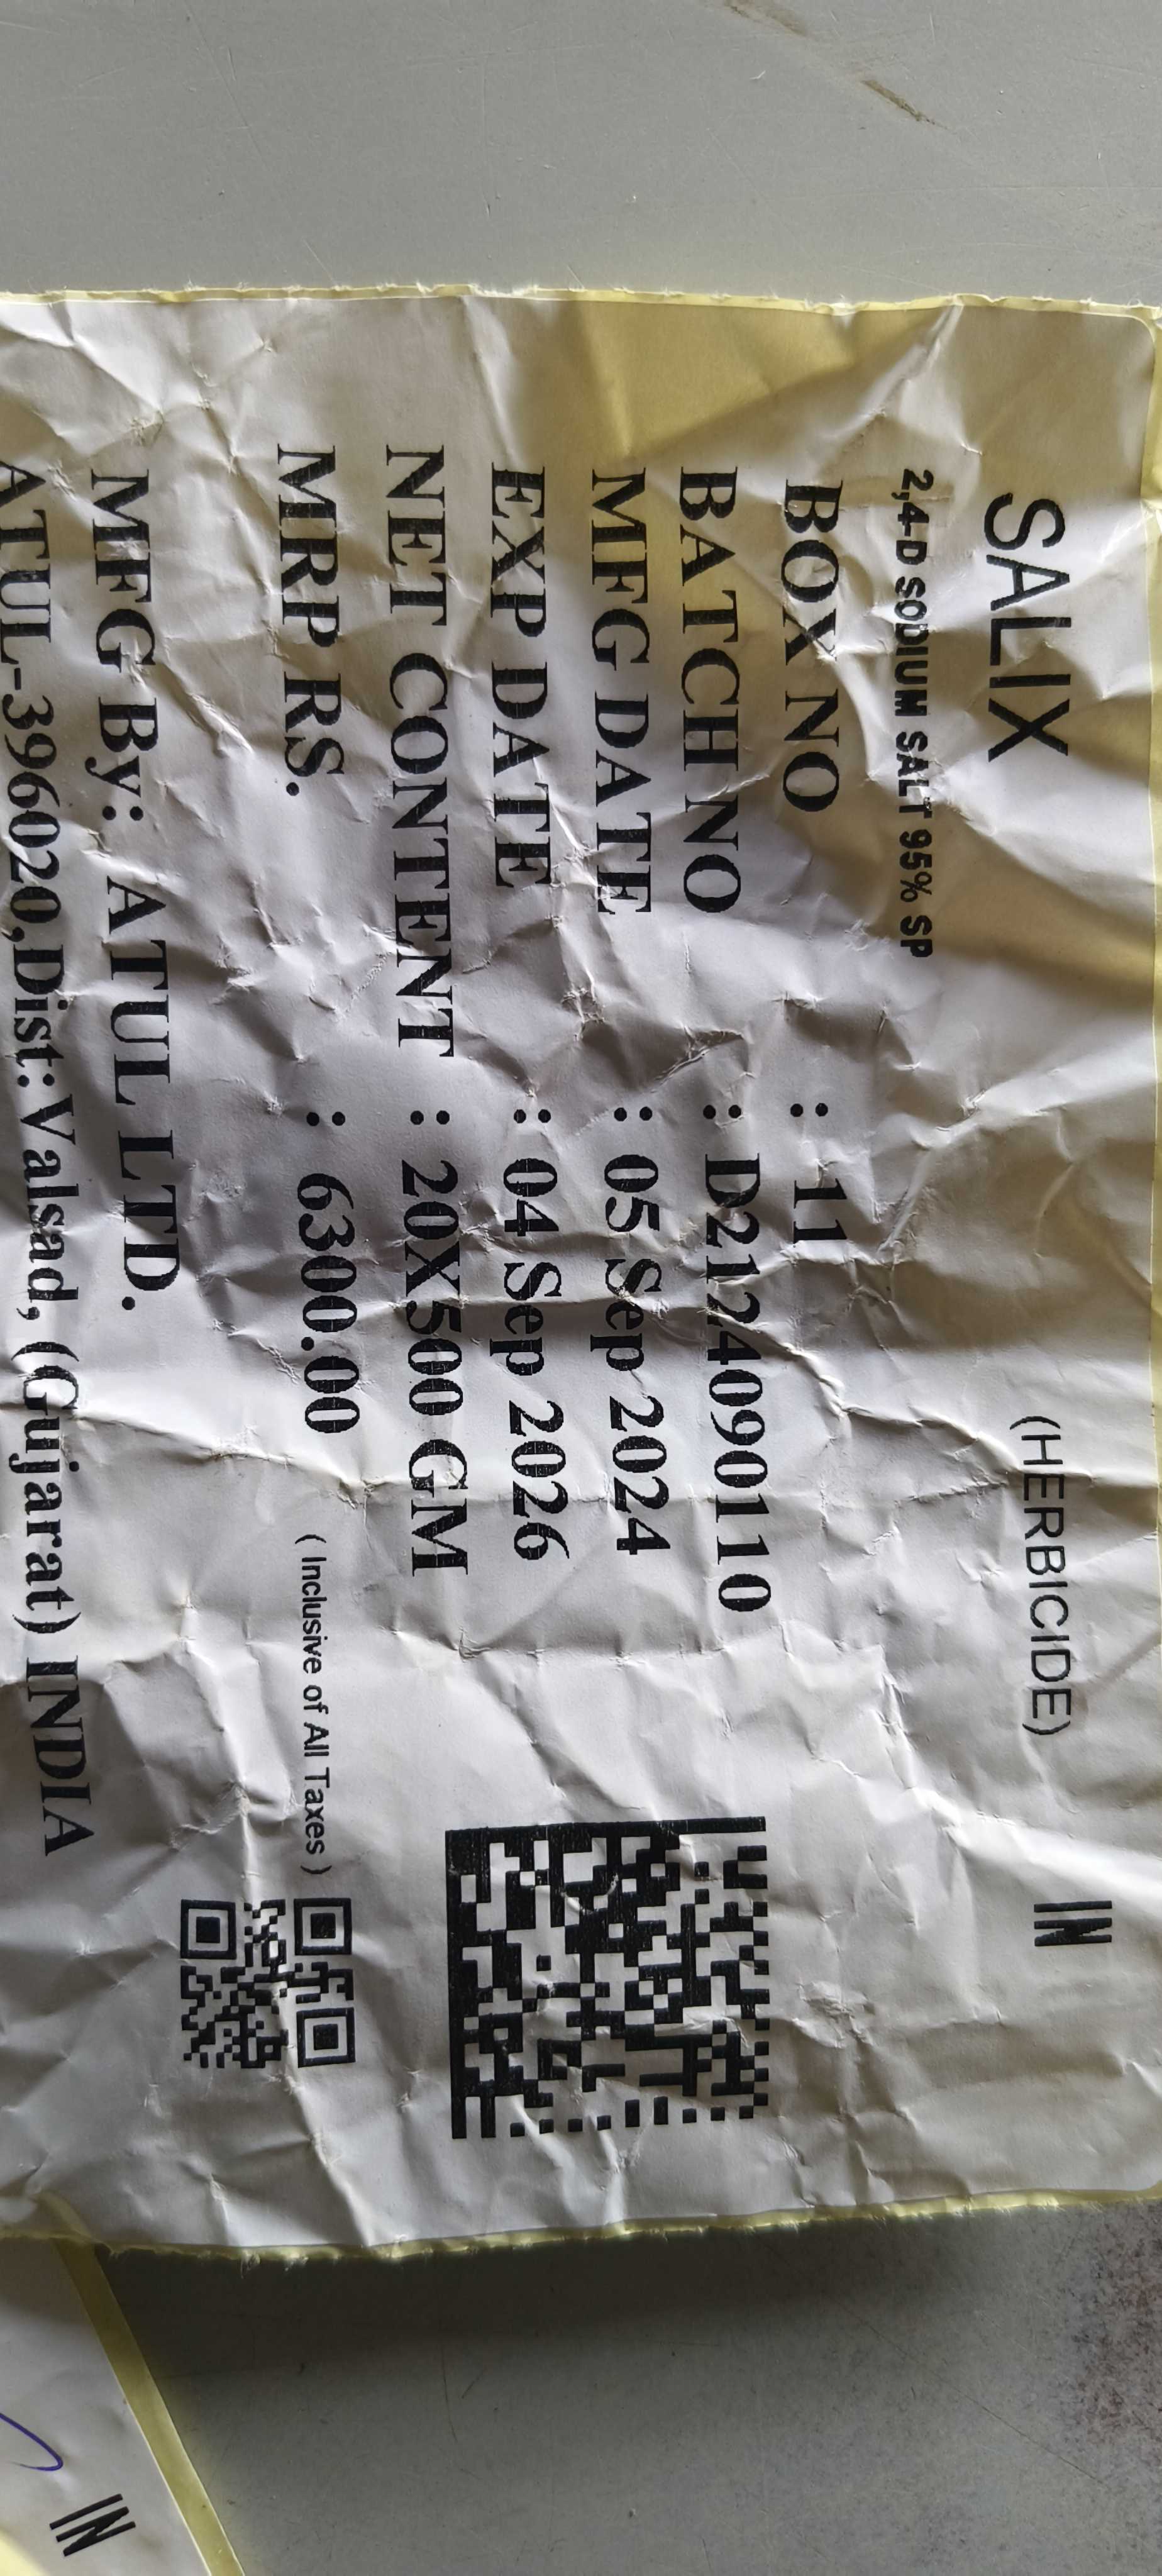 SALIX (HERBICIDE) IN
2,4-D SODIUM SALT 95% SP
BOX NO : 11
BATCH NO : D2124090110
MFG DATE : 05 Sep 2024
EXP DATE : 04 Sep 2026
NET CONTENT : 20X500 GM
MRP RS. : 6300.00 ( Inclusive of All Taxes )
MFG By: ATUL LTD.
ATUL-396020,Dist:Valsad, (Gujarat) INDIA
IN